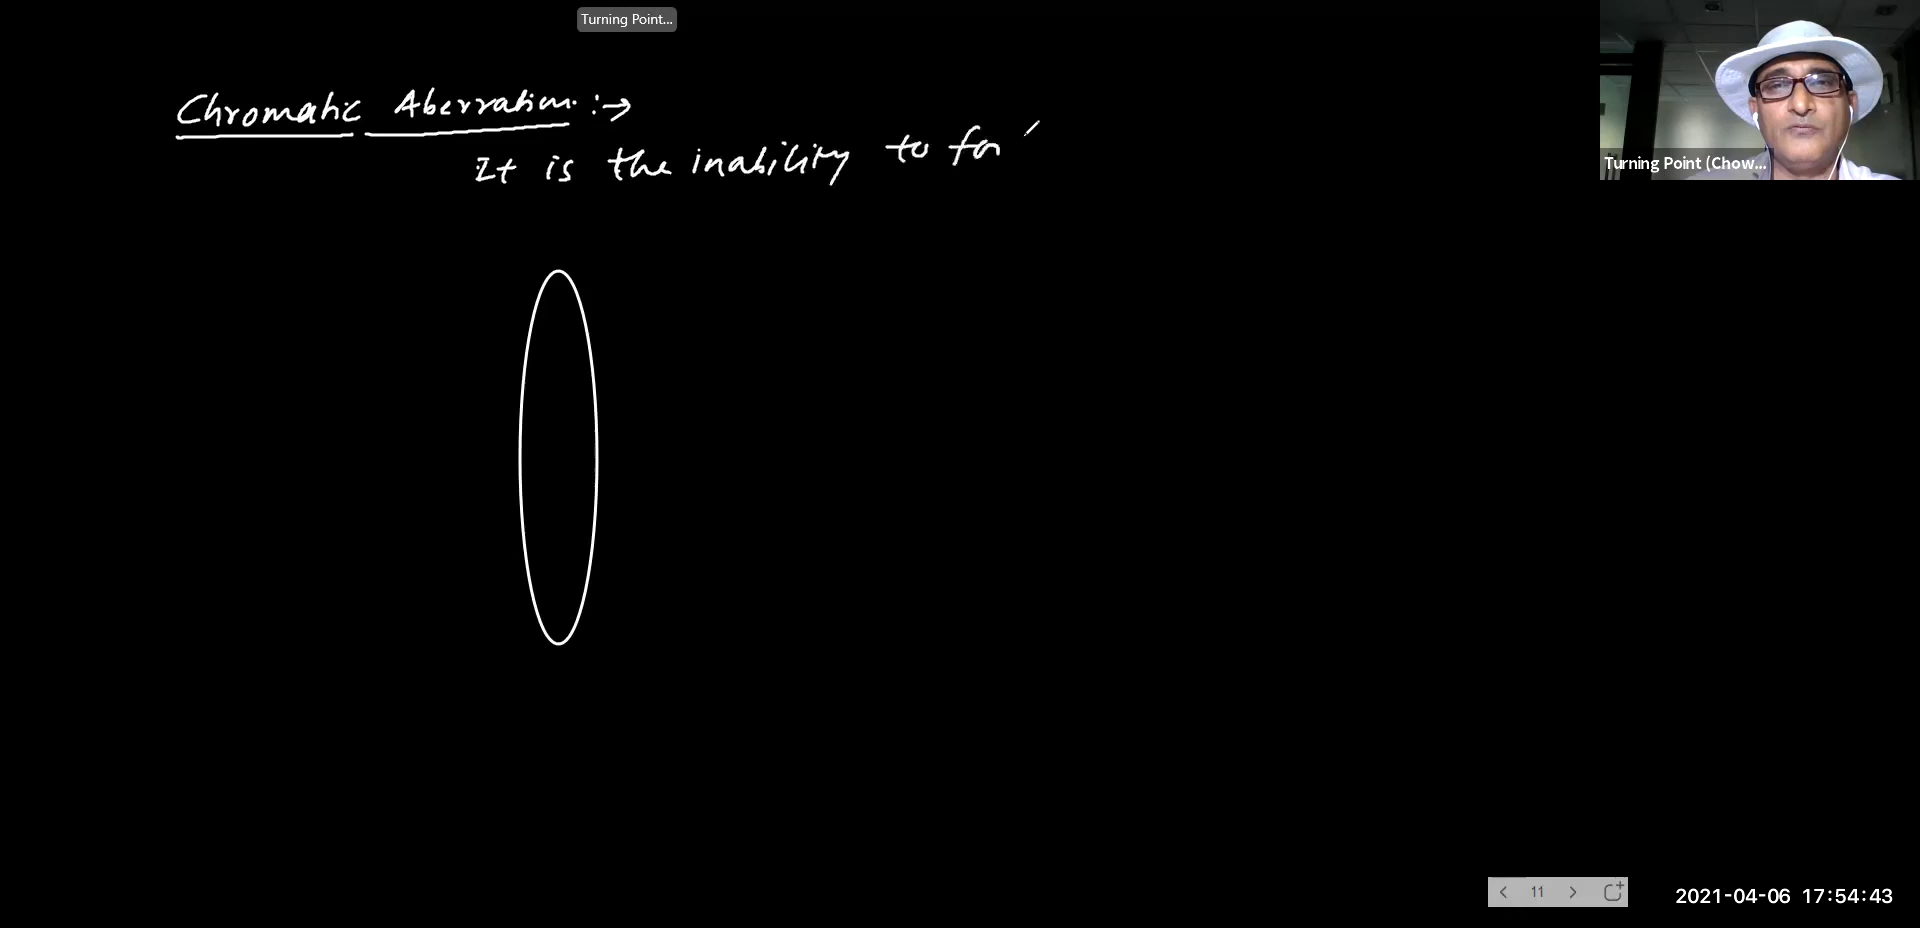 Turning Point...
Chromatic Aberration :→
It is the inability to for
Turning Point (Chow...
11
2021-04-06 17:54:43